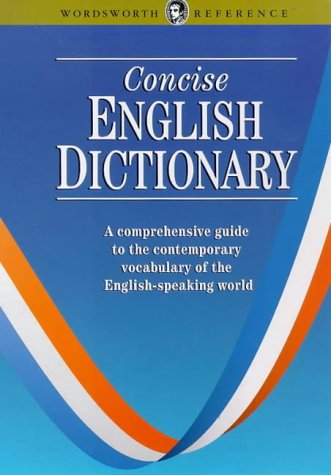 WORDSWORTH REFERENCE
Concise
ENGLISH
DICTIONARY
A comprehensive guide
to the contemporary
vocabulary of the
English-speaking world